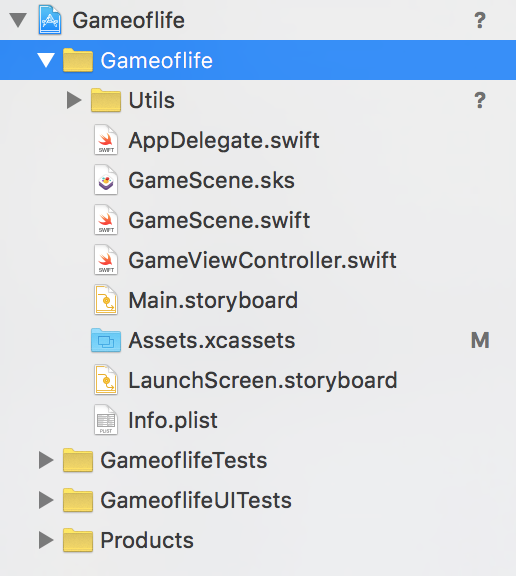 Gameoflife ?
Gameoflife
Utils ?
SWIFT AppDelegate.swift
GameScene.sks
SWIFT GameScene.swift
SWIFT GameViewController.swift
Main.storyboard
Assets.xcassets M
LaunchScreen.storyboard
PLIST Info.plist
GameoflifeTests
GameoflifeUITests
Products